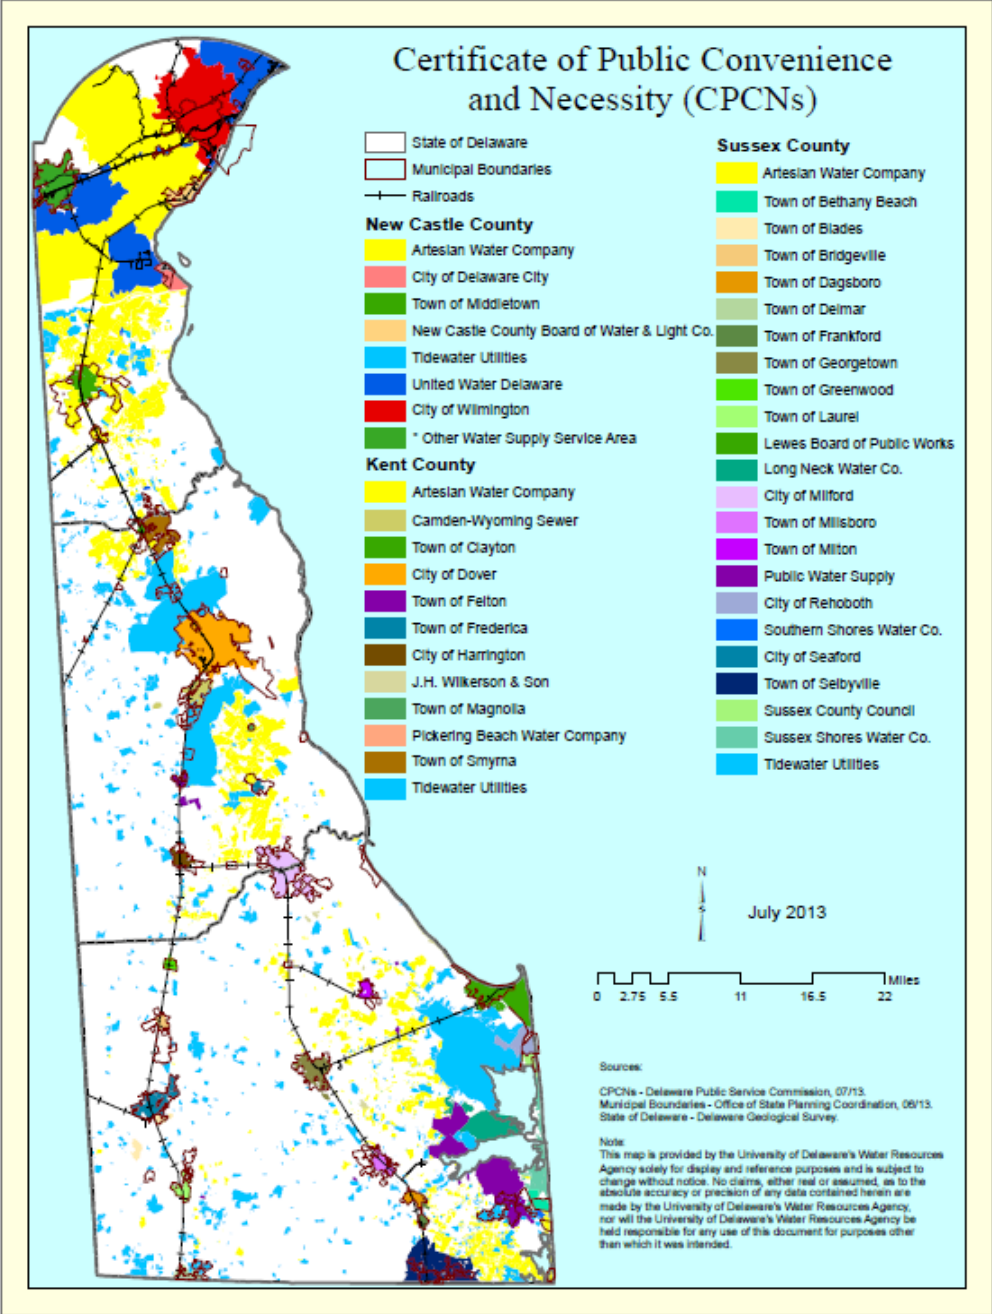 Certificate of Public Convenience
and Necessity (CPCNs)
State of Delaware
Municipal Boundaries
Railroads
New Castle County
Artesian Water Company
City of Delaware City
Town of Middletown
New Castle County Board of Water & Light Co.
Tidewater Utilities
United Water Delaware
City of Wilmington
* Other Water Supply Service Area
Kent County
Artesian Water Company
Camden-Wyoming Sewer
Town of Clayton
City of Dover
Town of Felton
Town of Frederica
City of Harrington
J.H. Wilkerson & Son
Town of Magnolia
Pickering Beach Water Company
Town of Smyrna
Tidewater Utilities
Sussex County
Artesian Water Company
Town of Bethany Beach
Town of Blades
Town of Bridgeville
Town of Dagsboro
Town of Delmar
Town of Frankford
Town of Georgetown
Town of Greenwood
Town of Laurel
Lewes Board of Public Works
Long Neck Water Co.
City of Milford
Town of Millsboro
Town of Milton
Public Water Supply
City of Rehoboth
Southern Shores Water Co.
City of Seaford
Town of Selbyville
Sussex County Council
Sussex Shores Water Co.
Tidewater Utilities
N
S
July 2013
Miles
0 2.75 5.5 11 16.5 22
Sources:
CPCNs - Delaware Public Service Commission, 07/13.
Municipal Boundaries - Office of State Planning Coordination, 06/13.
State of Delaware - Delaware Geological Survey.
Note:
This map is provided by the University of Delaware's Water Resources
Agency solely for display and reference purposes and is subject to
change without notice. No claims, either real or assumed, as to the
absolute accuracy or precision of any data contained herein are
made by the University of Delaware's Water Resources Agency,
nor will the University of Delaware's Water Resources Agency be
held responsible for any use of this document for purposes other
than which it was intended.